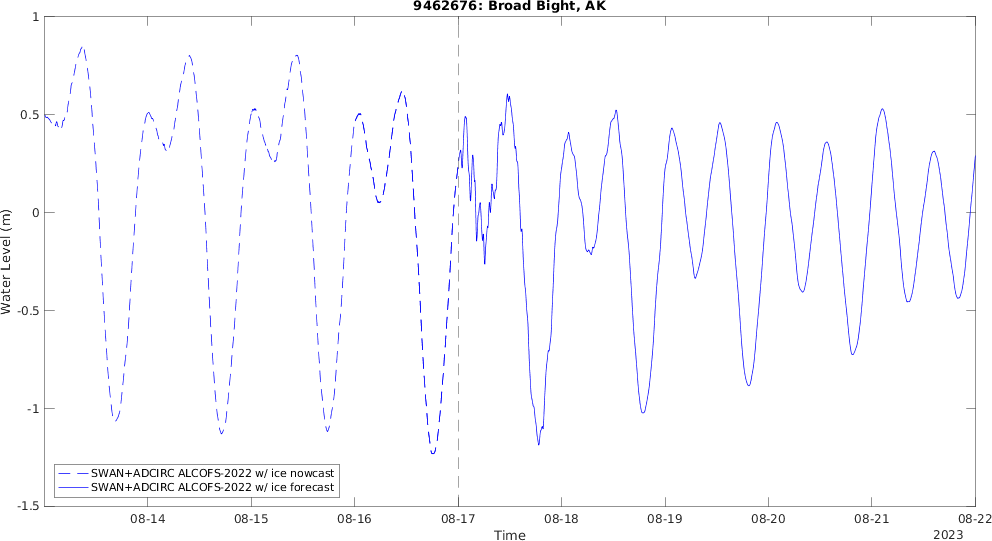 9462676: Broad Bight, AK
1
0.5
0
-0.5
-1
-1.5
Water Level (m)
SWAN+ADCIRC ALCOFS-2022 w/ ice nowcast
SWAN+ADCIRC ALCOFS-2022 w/ ice forecast
08-14 08-15 08-16 08-17 08-18 08-19 08-20 08-21 08-22
Time
2023